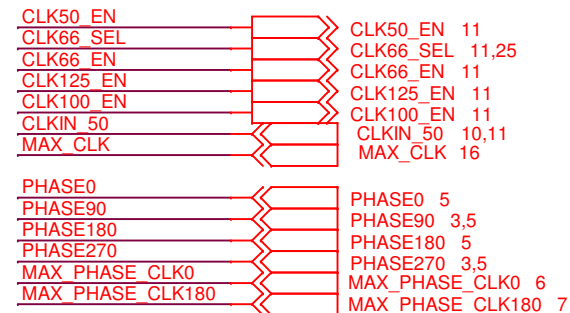 CLK50_EN CLK50_EN 11
CLK66_SEL CLK66_SEL 11,25
CLK66_EN CLK66_EN 11
CLK125_EN CLK125_EN 11
CLK100_EN CLK100_EN 11
CLKIN_50 CLKIN_50 10,11
MAX_CLK MAX_CLK 16
PHASE0 PHASE0 5
PHASE90 PHASE90 3,5
PHASE180 PHASE180 5
PHASE270 PHASE270 3,5
MAX_PHASE_CLK0 MAX_PHASE_CLK0 6
MAX_PHASE_CLK180 MAX_PHASE_CLK180 7